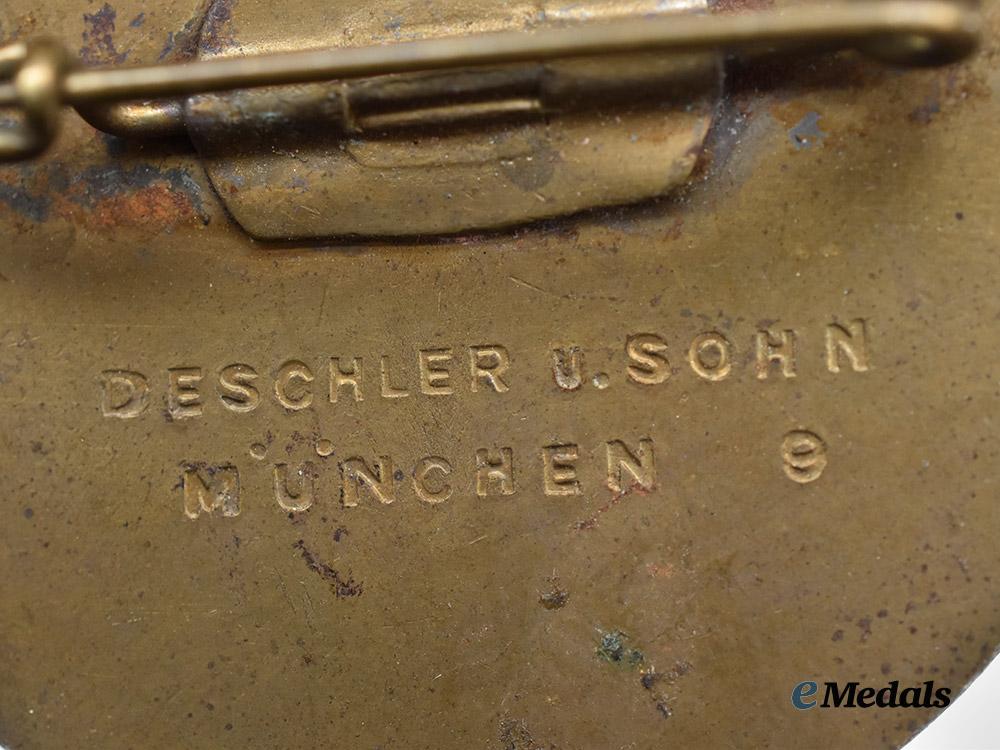 DESCHLER U. SOHN
MÜNCHEN 9
eMedals